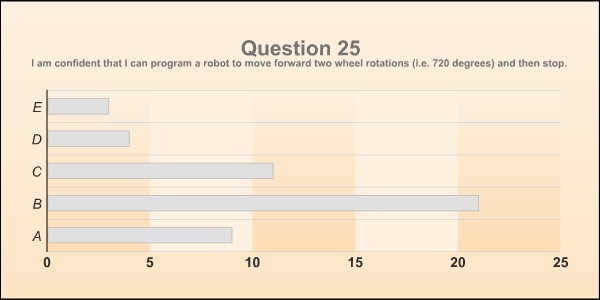 Question 25
I am confident that I can program a robot to move forward two wheel rotations (i.e. 720 degrees) and then stop.
E
D
C
B
A
0 5 10 15 20 25